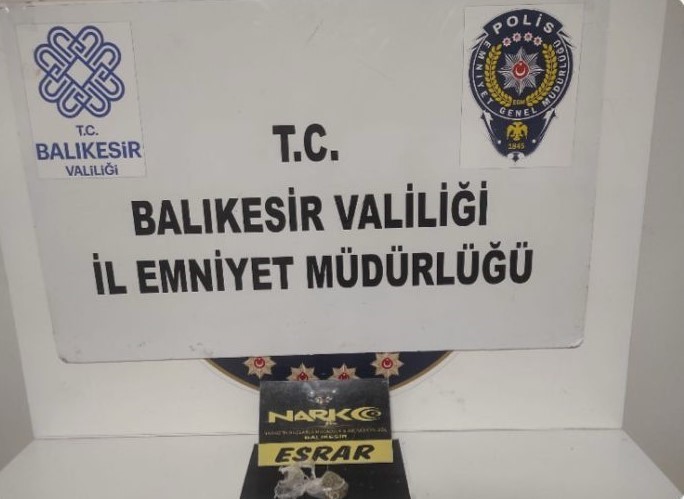 T.C.
BALIKESİR
VALİLİĞİ
POLİS
EMNİYET GENEL MÜDÜRLÜĞÜ
EGM
1845
T.C.
BALIKESİR VALİLİĞİ
İL EMNİYET MÜDÜRLÜĞÜ
NARKO
BALIKESİR
ESRAR